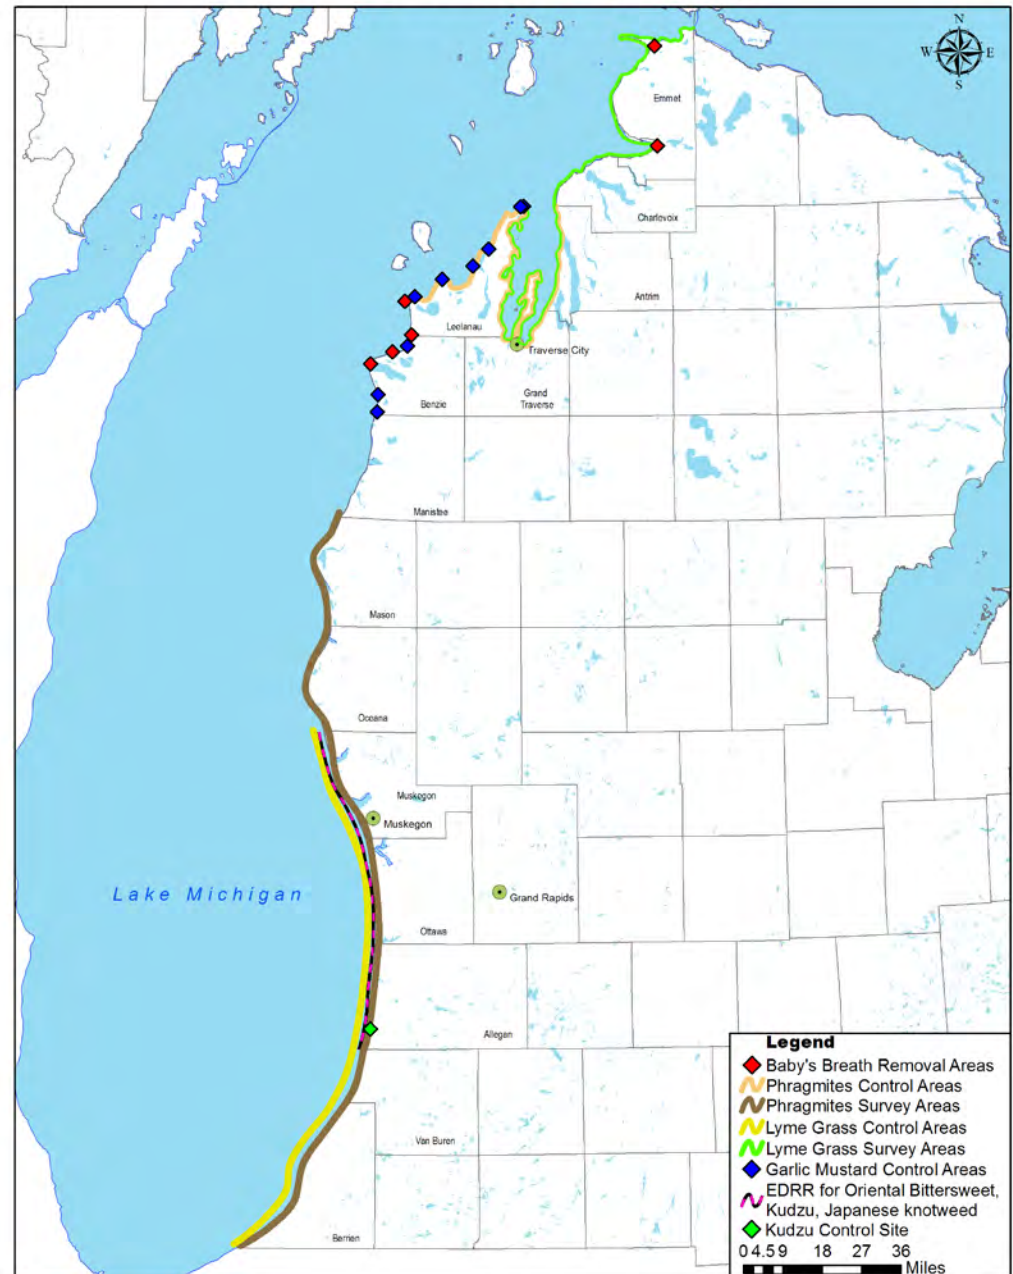 N
W E
S
Emmet
Charlevoix
Antrim
Leelanau
Traverse City
Benzie
Grand
Traverse
Manistee
Mason
Oceana
Muskegon
Muskegon
Lake Michigan
Grand Rapids
Ottawa
Allegan
Van Buren
Berrien
Legend
Baby's Breath Removal Areas
Phragmites Control Areas
Phragmites Survey Areas
Lyme Grass Control Areas
Lyme Grass Survey Areas
Garlic Mustard Control Areas
EDRR for Oriental Bittersweet,
Kudzu, Japanese knotweed
Kudzu Control Site
0 4.5 9 18 27 36
Miles